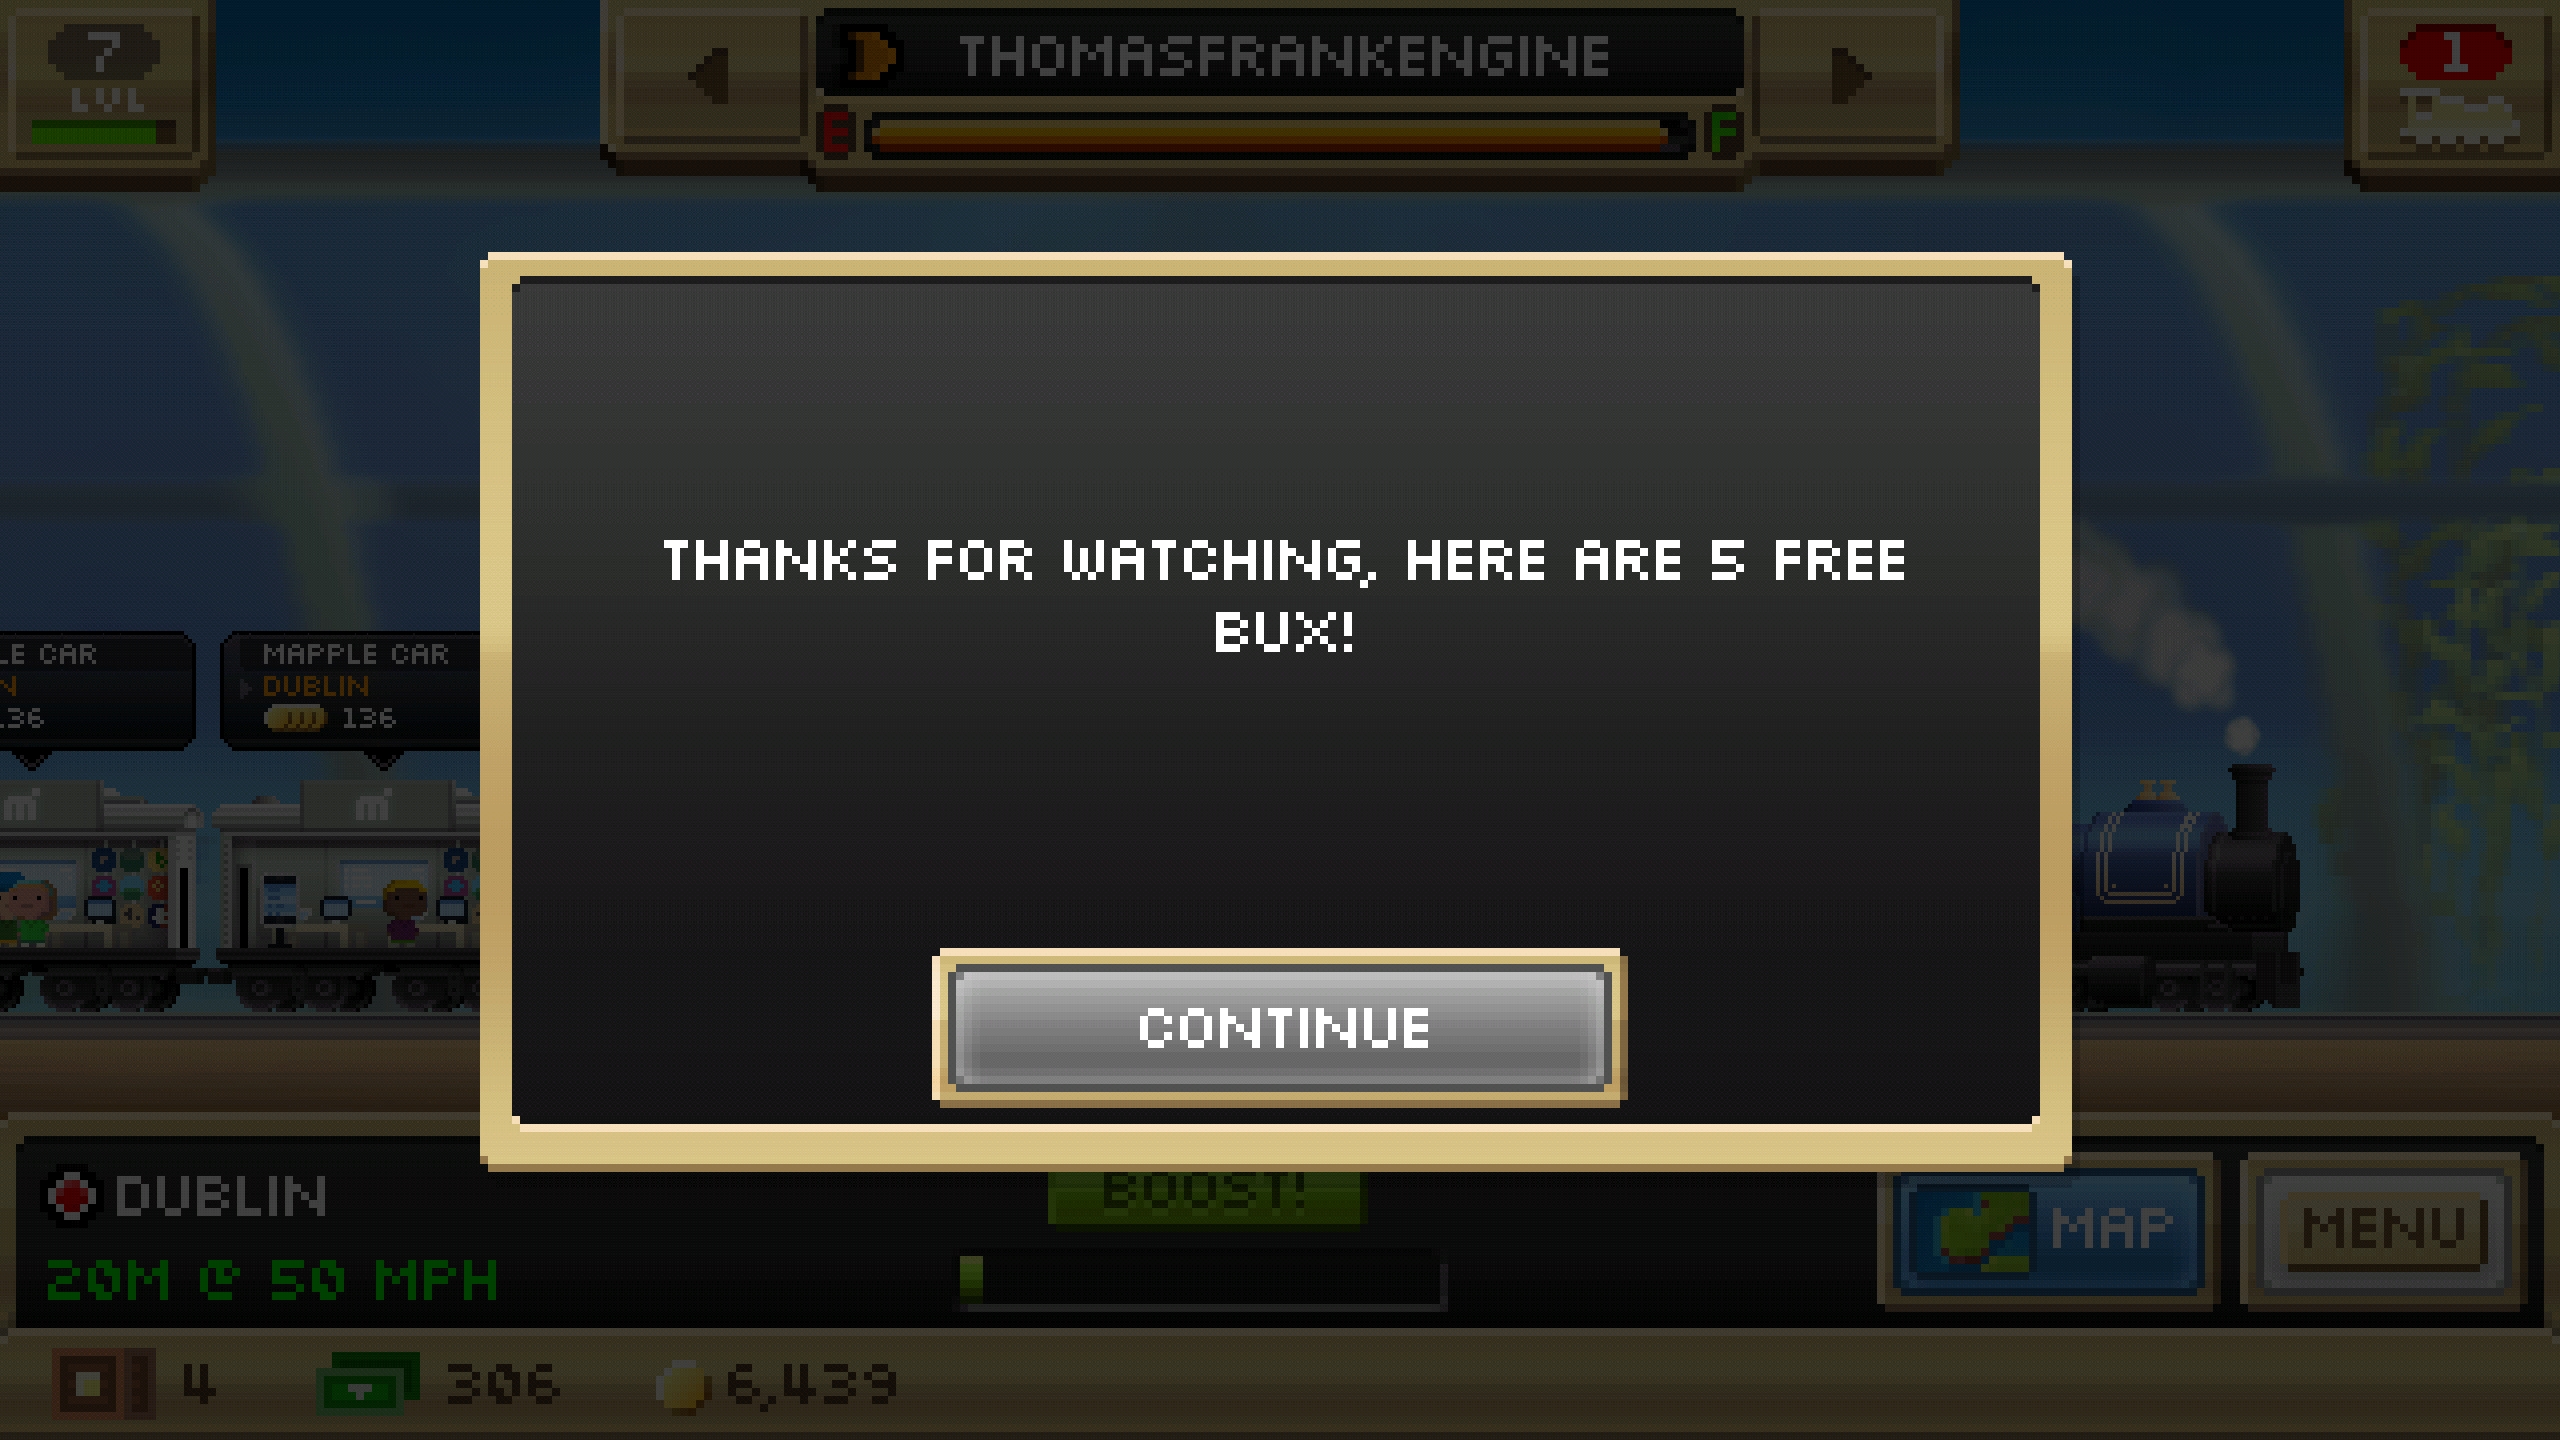 7
LVL
THOMASFRANKENGINE
E
F
1
THANKS FOR WATCHING, HERE ARE 5 FREE
BUX!
CONTINUE
LE CAR
N
36
MAPPLE CAR
DUBLIN
136
m
m
DUBLIN
20M @ 50 MPH
BOOST!
MAP
MENU
4
306
6,439